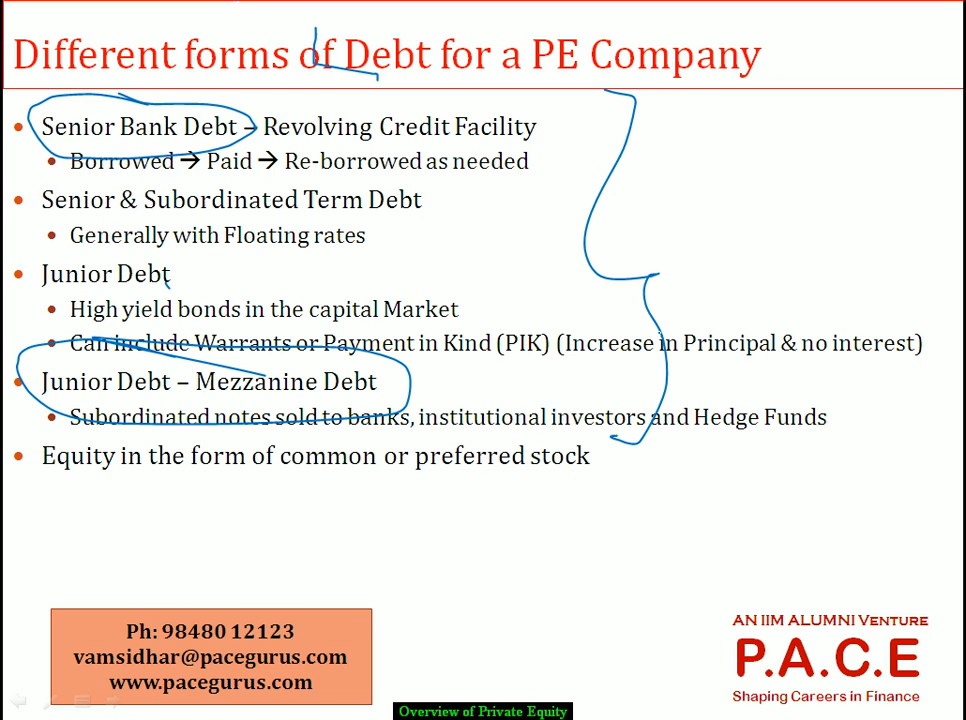 Different forms of Debt for a PE Company
• Senior Bank Debt – Revolving Credit Facility
• Borrowed → Paid → Re-borrowed as needed
• Senior & Subordinated Term Debt
• Generally with Floating rates
• Junior Debt
• High yield bonds in the capital Market
• Can include Warrants or Payment in Kind (PIK) (Increase in Principal & no interest)
• Junior Debt – Mezzanine Debt
• Subordinated notes sold to banks, institutional investors and Hedge Funds
• Equity in the form of common or preferred stock
Ph: 98480 12123
vamsidhar@pacegurus.com
www.pacegurus.com
AN IIM ALUMNI VENTURE
P.A.C.E
Shaping Careers in Finance
Overview of Private Equity